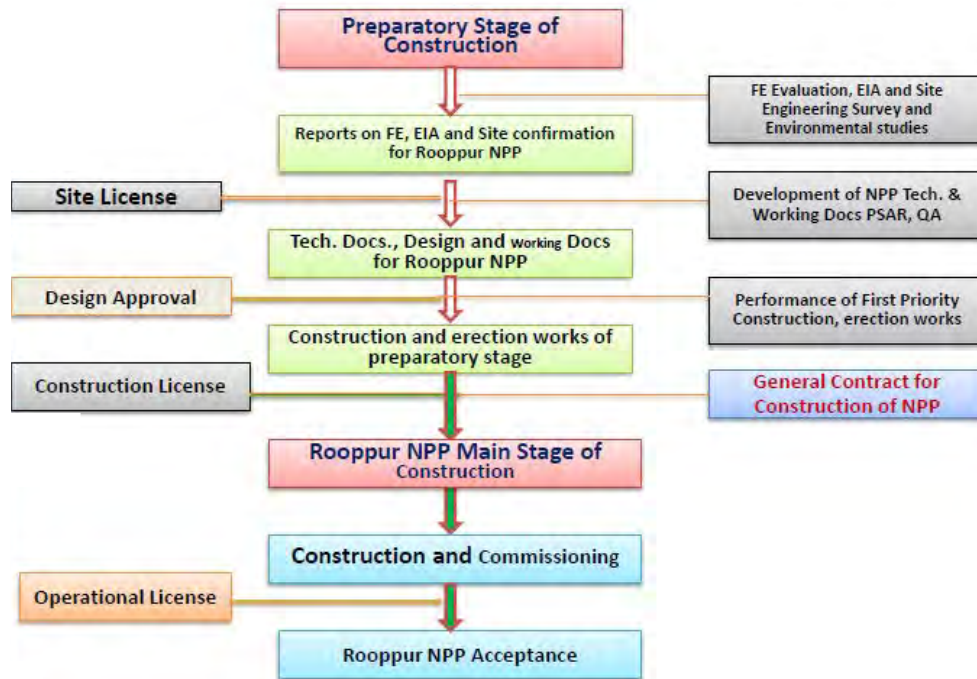 Preparatory Stage of
Construction
FE Evaluation, EIA and Site
Engineering Survey and
Environmental studies
Reports on FE, EIA and Site confirmation
for Rooppur NPP
Site License
Development of NPP Tech. &
Working Docs PSAR, QA
Tech. Docs., Design and Working Docs
for Rooppur NPP
Design Approval
Performance of First Priority
Construction, erection works
Construction and erection works of
preparatory stage
Construction License
General Contract for
Construction of NPP
Rooppur NPP Main Stage of
Construction
Construction and Commissioning
Operational License
Rooppur NPP Acceptance